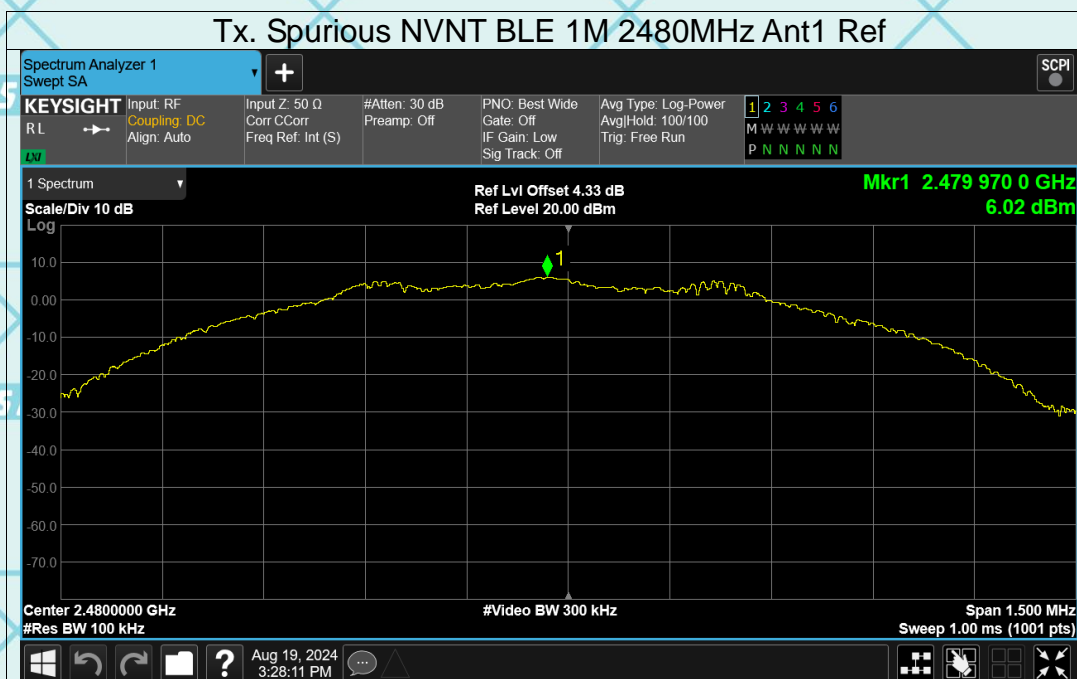 Tx. Spurious NVNT BLE 1M 2480MHz Ant1 Ref
Spectrum Analyzer 1
Swept SA
+
SCPI
KEYSIGHT
R L
LXI
Input: RF
Coupling: DC
Align: Auto
Input Z: 50 Ω
Corr CCorr
Freq Ref: Int (S)
#Atten: 30 dB
Preamp: Off
PNO: Best Wide
Gate: Off
IF Gain: Low
Sig Track: Off
Avg Type: Log-Power
Avg|Hold: 100/100
Trig: Free Run
1 2 3 4 5 6
M W W W W W
P N N N N N
1 Spectrum
Scale/Div 10 dB
Log
Ref Lvl Offset 4.33 dB
Ref Level 20.00 dBm
Mkr1 2.479 970 0 GHz
6.02 dBm
1
10.0
0.00
-10.0
-20.0
-30.0
-40.0
-50.0
-60.0
-70.0
Center 2.4800000 GHz
#Video BW 300 kHz
Span 1.500 MHz
#Res BW 100 kHz
Sweep 1.00 ms (1001 pts)
?
Aug 19, 2024
3:28:11 PM